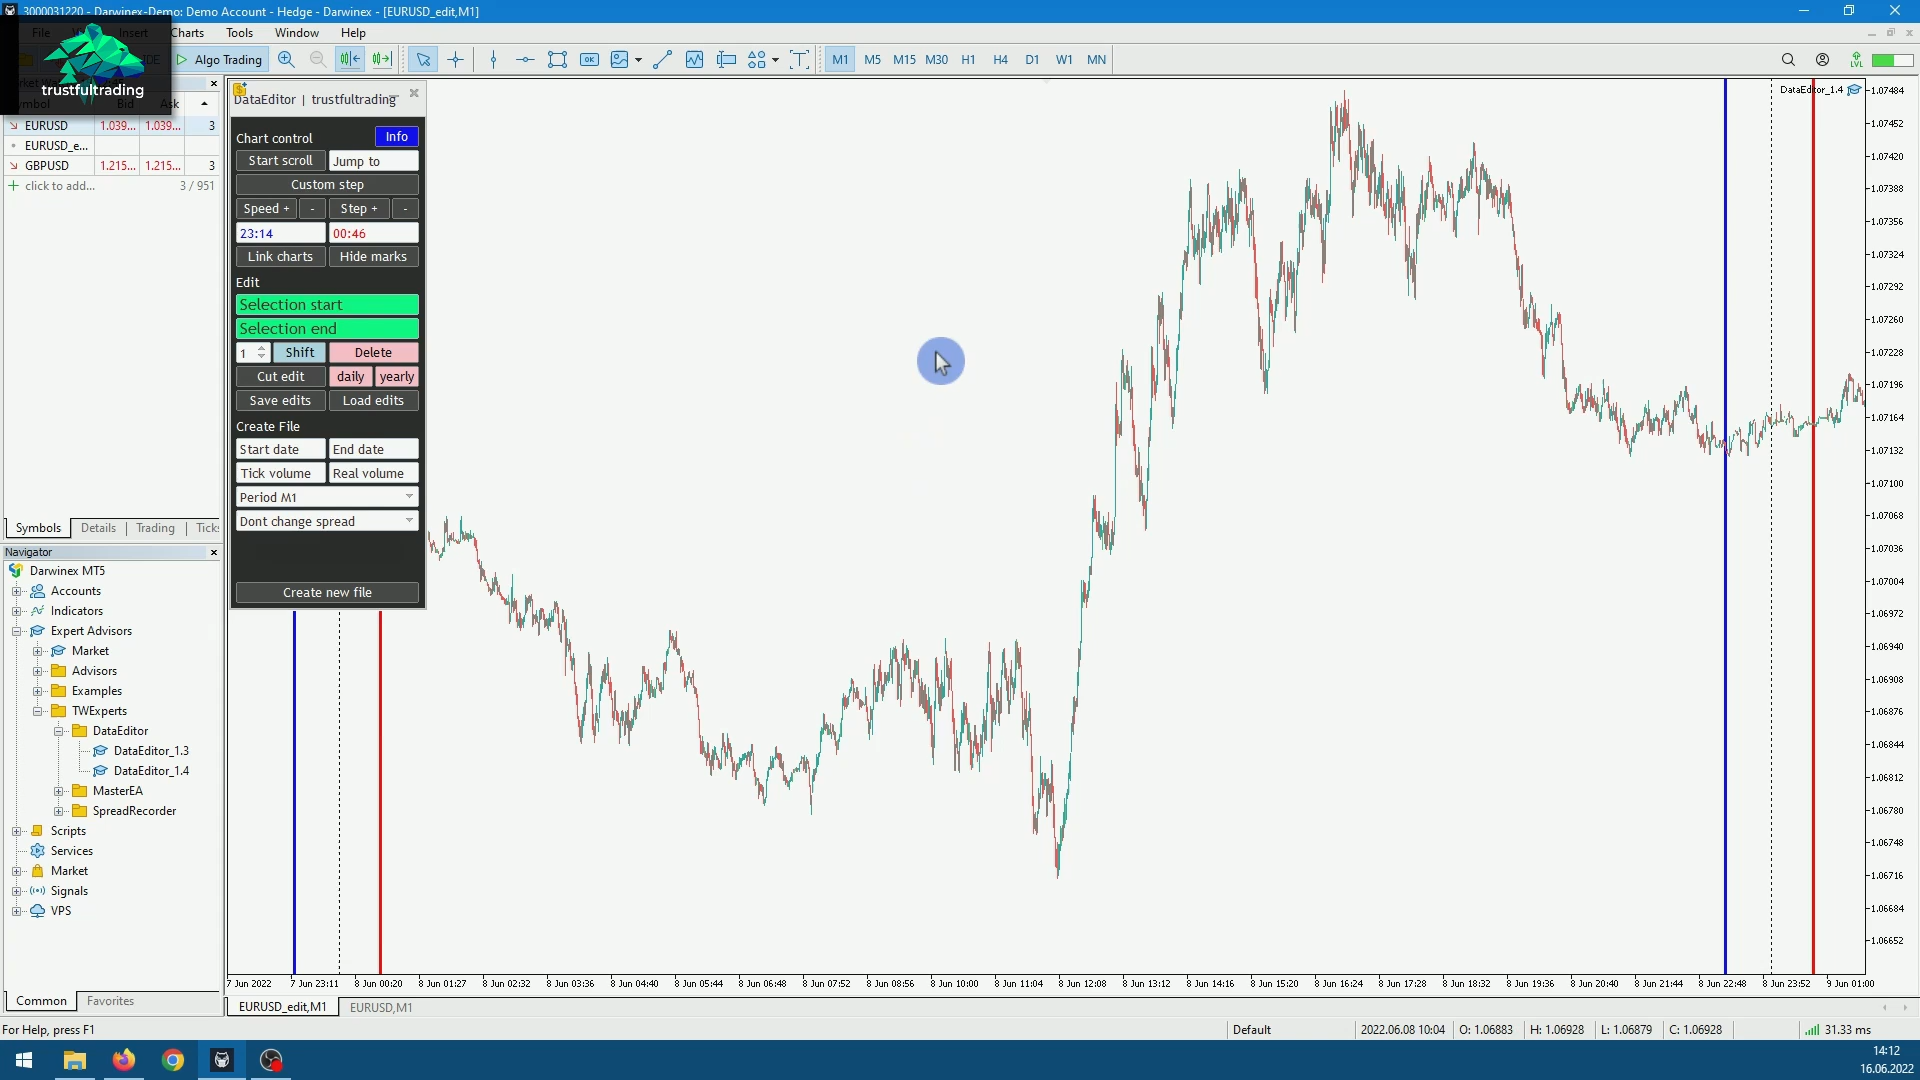 3000031220 - Darwinex-Demo: Demo Account - Hedge - Darwinex - [EURUSD_edit,M1]
File Insert Charts Tools Window Help
IDE Algo Trading M1 M5 M15 M30 H1 H4 D1 W1 MN LVL
trustfultrading
Bid Ask
EURUSD 1.039... 1.039... 3
EURUSD_e...
GBPUSD 1.215... 1.215... 3
click to add... 3 / 951
Symbols Details Trading Ticks
Navigator
Darwinex MT5
Accounts
Indicators
Expert Advisors
Market
Advisors
Examples
TWExperts
DataEditor
DataEditor_1.3
DataEditor_1.4
MasterEA
SpreadRecorder
Scripts
Services
Market
Signals
VPS
Common Favorites
DataEditor | trustfultrading
Chart control Info
Start scroll Jump to
Custom step
Speed + - Step + -
23:14 00:46
Link charts Hide marks
Edit
Selection start
Selection end
1 Shift Delete
Cut edit daily yearly
Save edits Load edits
Create File
Start date End date
Tick volume Real volume
Period M1
Dont change spread
Create new file
DataEditor_1.4
1.07484
1.07452
1.07420
1.07388
1.07356
1.07324
1.07292
1.07260
1.07228
1.07196
1.07164
1.07132
1.07100
1.07068
1.07036
1.07004
1.06972
1.06940
1.06908
1.06876
1.06844
1.06812
1.06780
1.06748
1.06716
1.06684
1.06652
7 Jun 2022 7 Jun 23:11 8 Jun 00:20 8 Jun 01:27 8 Jun 02:32 8 Jun 03:36 8 Jun 04:40 8 Jun 05:44 8 Jun 06:48 8 Jun 07:52 8 Jun 08:56 8 Jun 10:00 8 Jun 11:04 8 Jun 12:08 8 Jun 13:12 8 Jun 14:16 8 Jun 15:20 8 Jun 16:24 8 Jun 17:28 8 Jun 18:32 8 Jun 19:36 8 Jun 20:40 8 Jun 21:44 8 Jun 22:48 8 Jun 23:52 9 Jun 01:00
EURUSD_edit,M1 EURUSD,M1
For Help, press F1 Default 2022.06.08 10:04 O: 1.06883 H: 1.06928 L: 1.06879 C: 1.06928 31.33 ms
14:12
16.06.2022